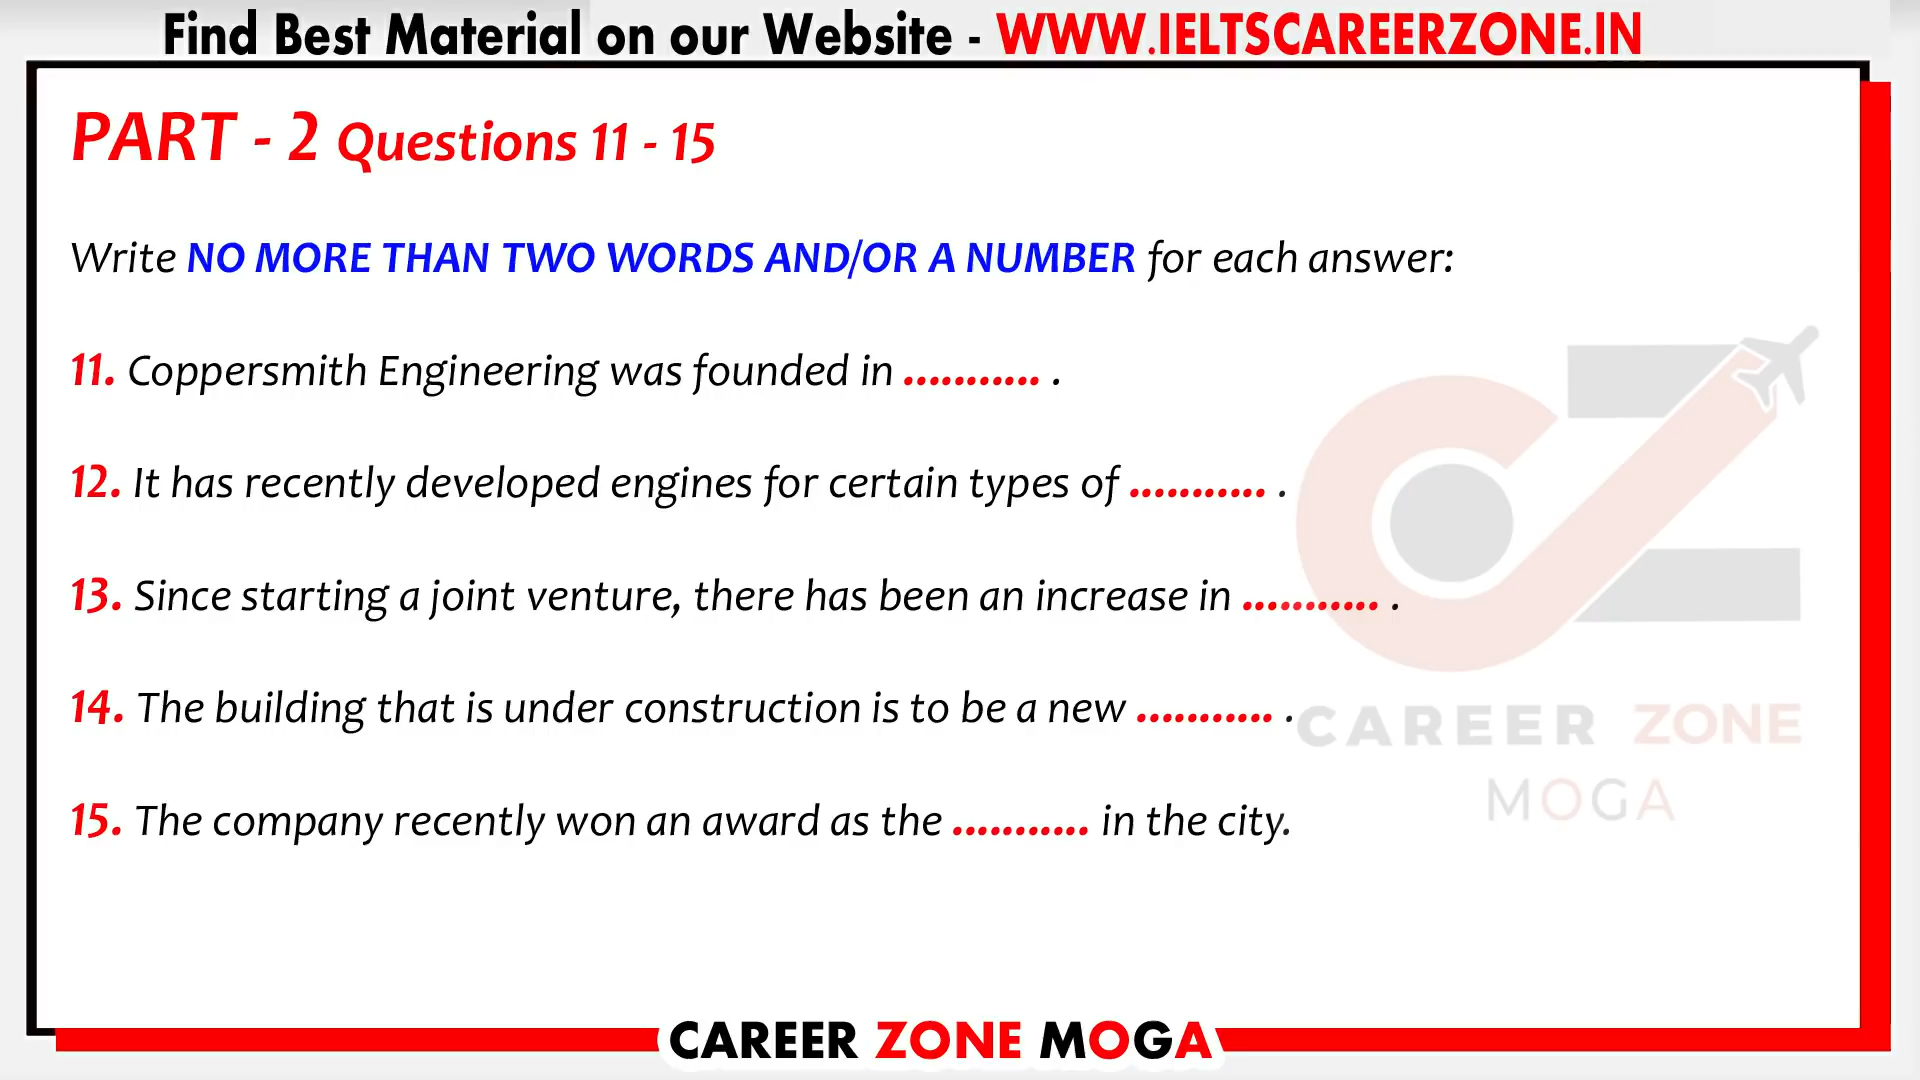 Find Best Material on our Website - WWW.IELTSCAREERZONE.IN
PART - 2 Questions 11 - 15
Write NO MORE THAN TWO WORDS AND/OR A NUMBER for each answer:
11. Coppersmith Engineering was founded in ........... .
12. It has recently developed engines for certain types of ........... .
13. Since starting a joint venture, there has been an increase in ........... .
14. The building that is under construction is to be a new ........... .
CAREER ZONE
MOGA
15. The company recently won an award as the ........... in the city.
CAREER ZONE MOGA